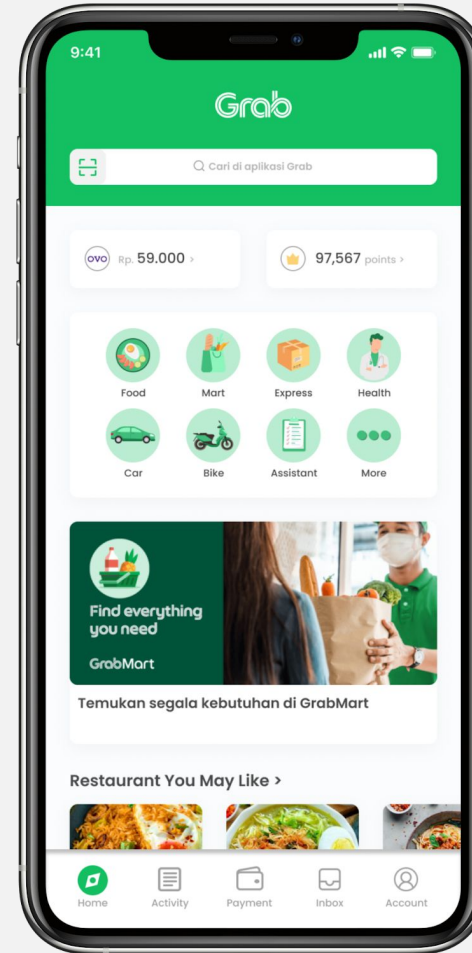 9:41
Grab
Cari di aplikasi Grab
OVO Rp. 59.000 >
97,567 points >
Food Mart Express Health
Car Bike Assistant More
Find everything
you need
GrabMart
Temukan segala kebutuhan di GrabMart
Restaurant You May Like >
Home Activity Payment Inbox Account